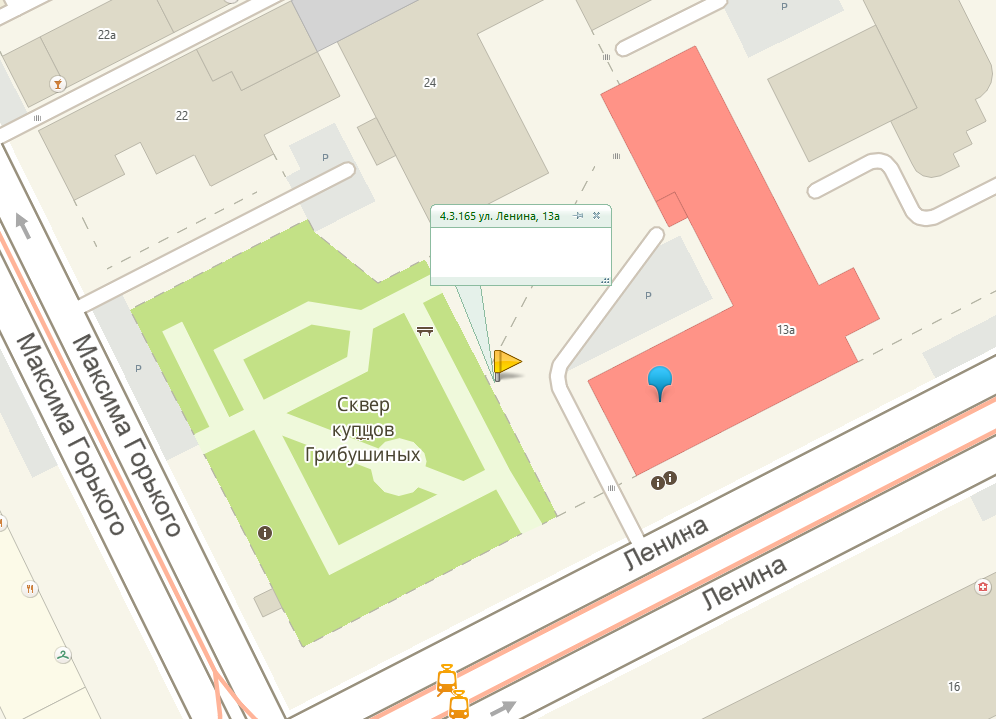 22а
24
P
22
P
4.3.165 ул. Ленина, 13а
P
13а
P
Сквер
купцов
Грибушиных
Максима Горького
Максима Горького
Ленина
Ленина
16